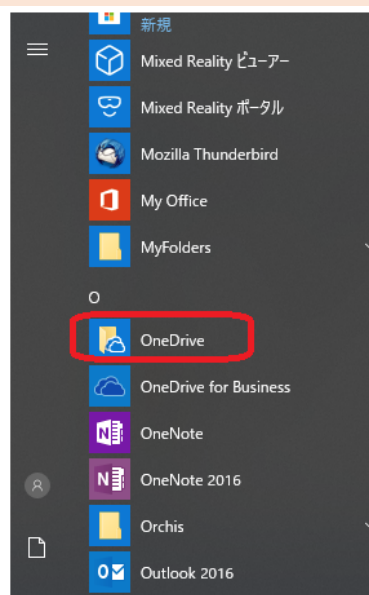 新規
Mixed Reality ビューアー
Mixed Reality ポータル
Mozilla Thunderbird
My Office
MyFolders
O
OneDrive
OneDrive for Business
OneNote
OneNote 2016
Orchis
Outlook 2016